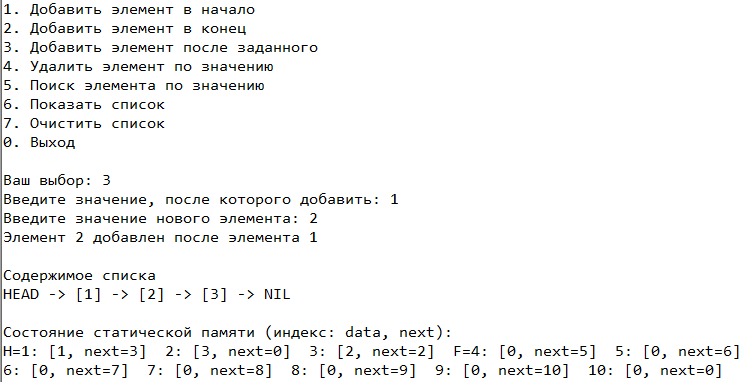 1. Добавить элемент в начало
2. Добавить элемент в конец
3. Добавить элемент после заданного
4. Удалить элемент по значению
5. Поиск элемента по значению
6. Показать список
7. Очистить список
0. Выход
Ваш выбор: 3
Введите значение, после которого добавить: 1
Введите значение нового элемента: 2
Элемент 2 добавлен после элемента 1
Содержимое списка
HEAD -> [1] -> [2] -> [3] -> NIL
Состояние статической памяти (индекс: data, next):
H=1: [1, next=3]  2: [3, next=0]  3: [2, next=2]  F=4: [0, next=5]  5: [0, next=6]
6: [0, next=7]  7: [0, next=8]  8: [0, next=9]  9: [0, next=10]  10: [0, next=0]